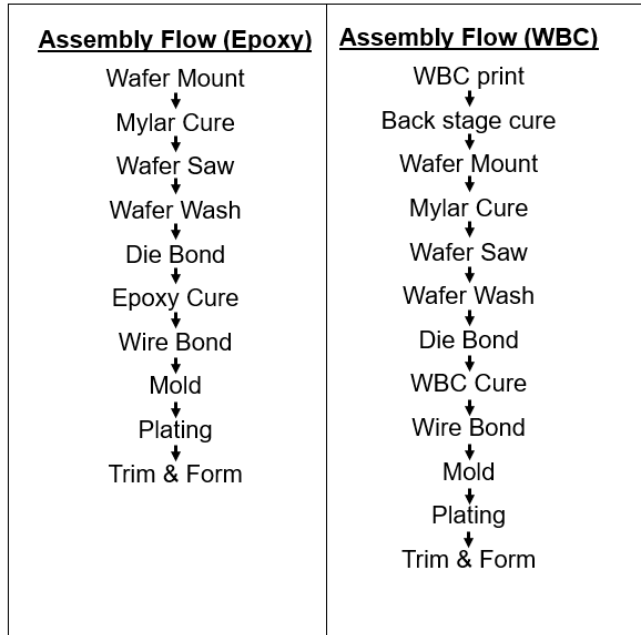 Assembly Flow (Epoxy)
Wafer Mount
Mylar Cure
Wafer Saw
Wafer Wash
Die Bond
Epoxy Cure
Wire Bond
Mold
Plating
Trim & Form
Assembly Flow (WBC)
WBC print
Back stage cure
Wafer Mount
Mylar Cure
Wafer Saw
Wafer Wash
Die Bond
WBC Cure
Wire Bond
Mold
Plating
Trim & Form